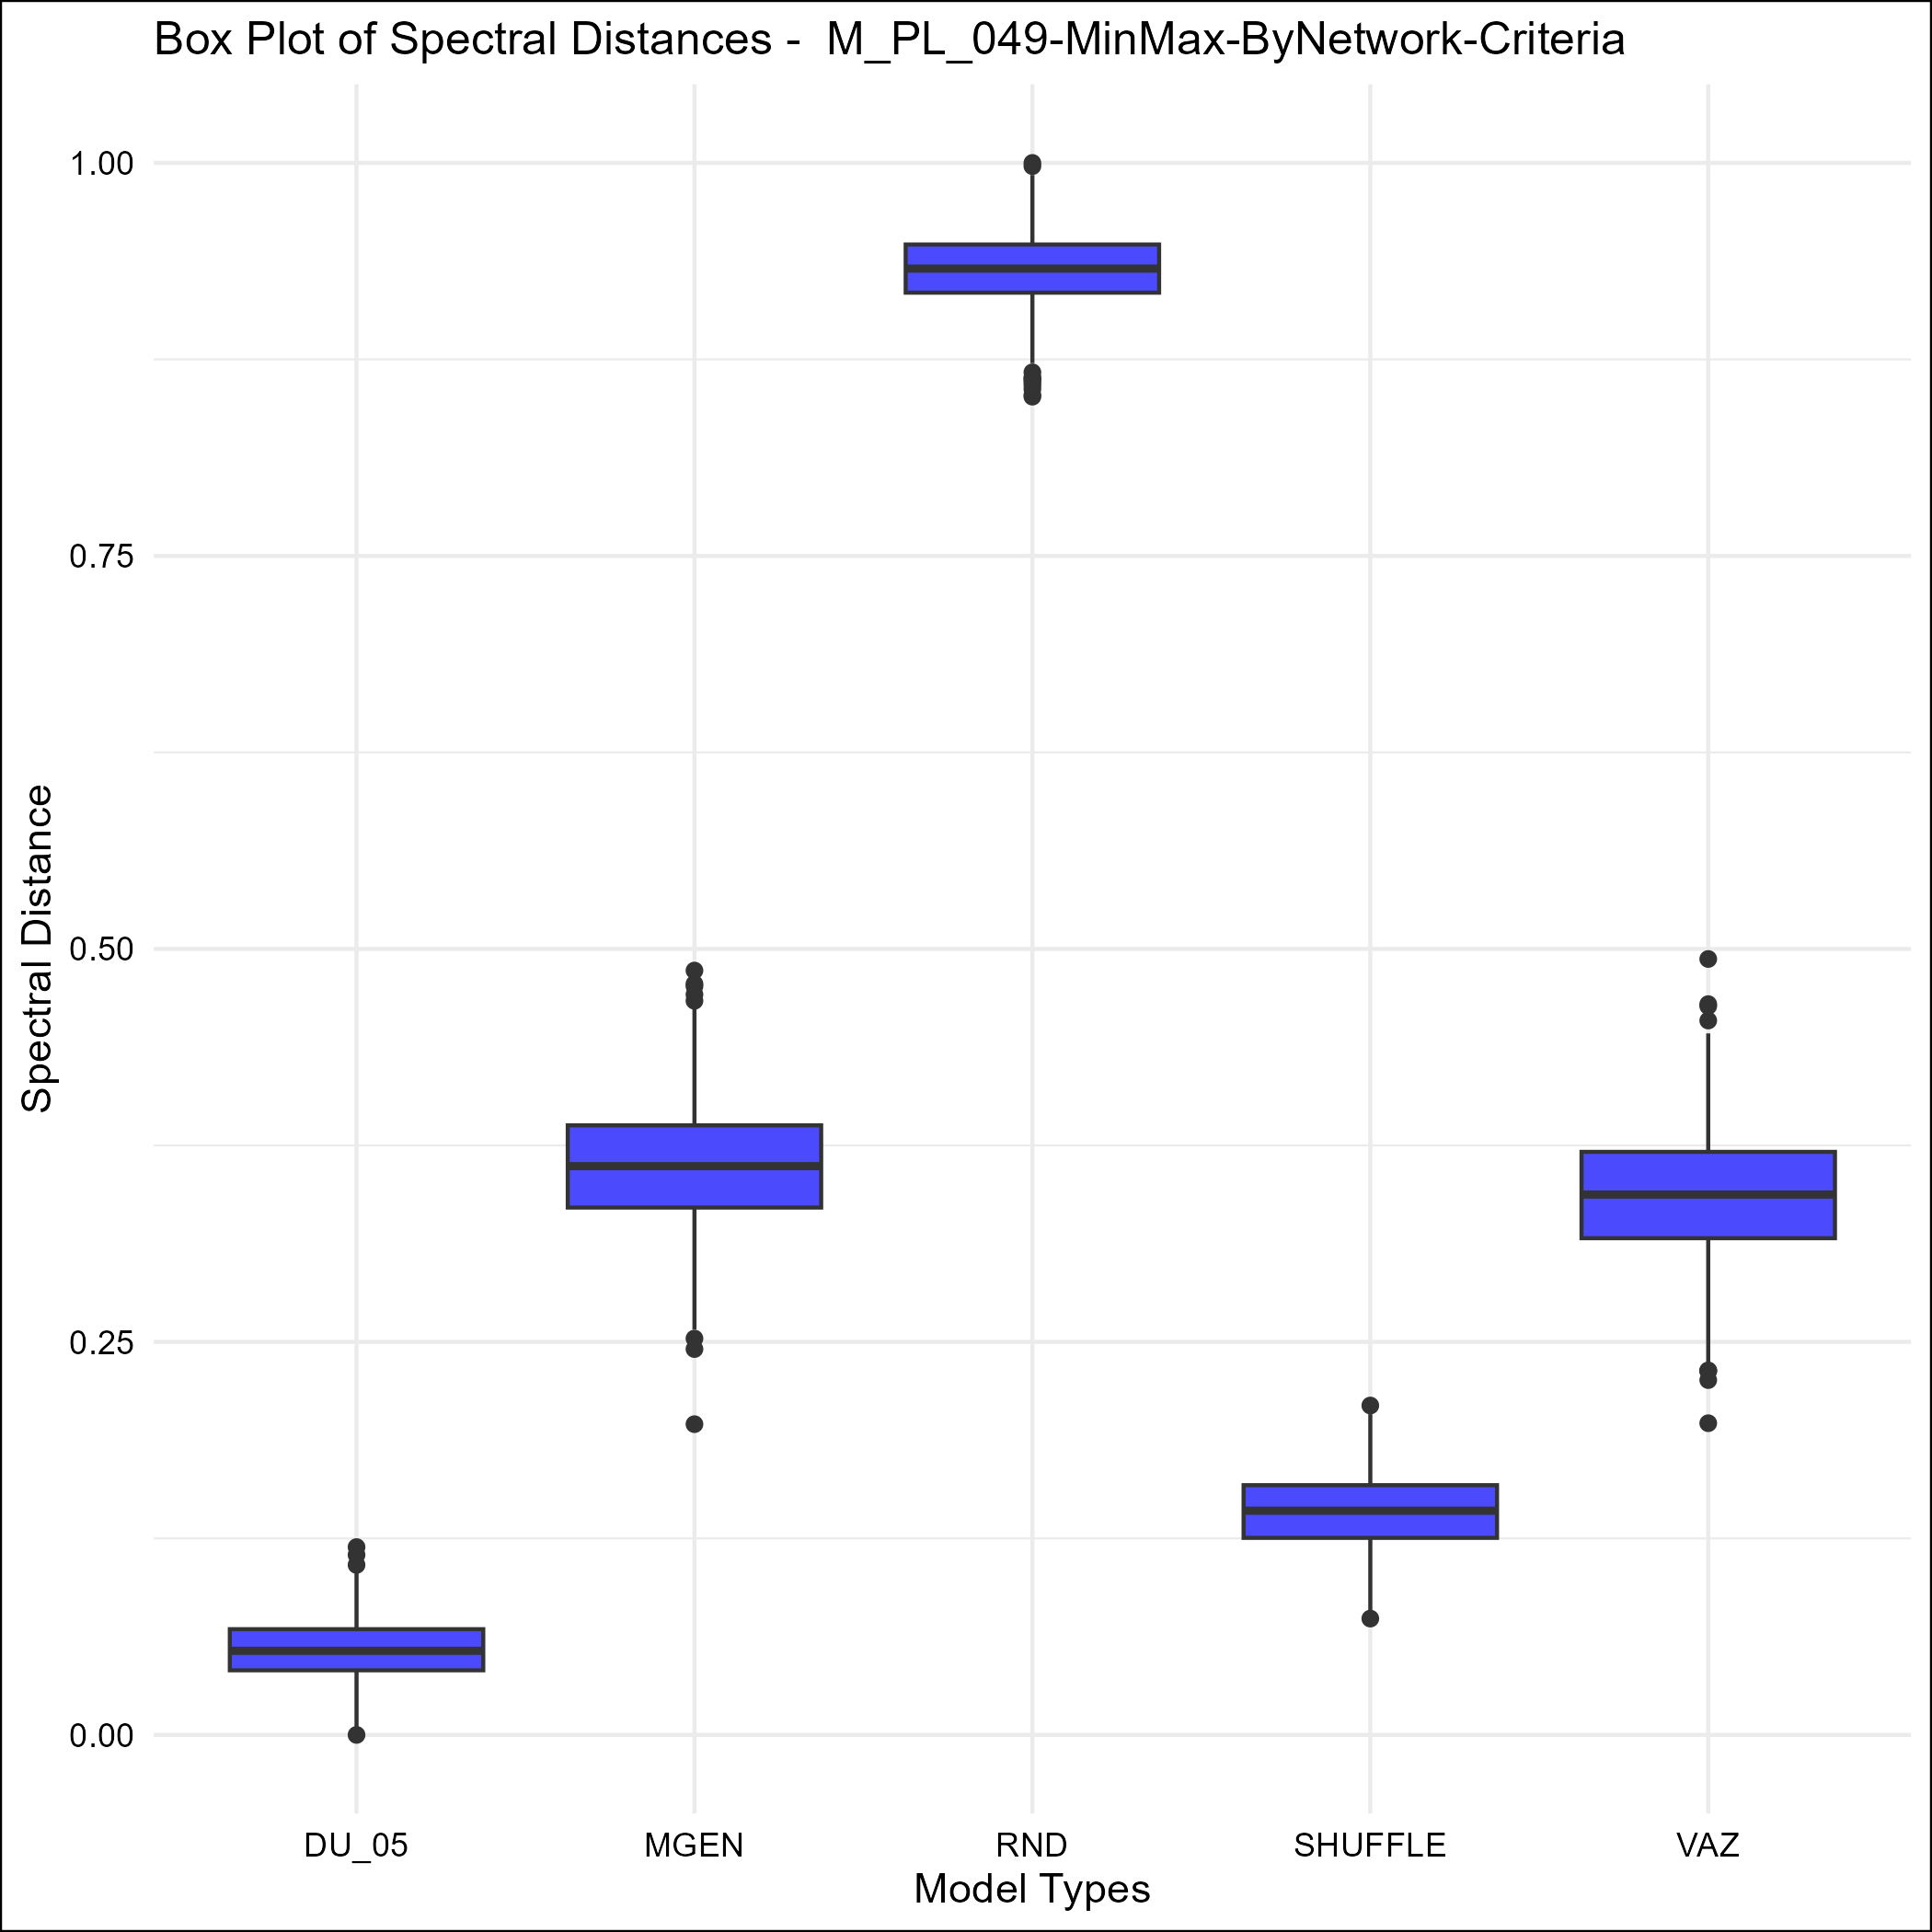 Box Plot of Spectral Distances -  M_PL_049-MinMax-ByNetwork-Criteria
Spectral Distance
1.00
0.75
0.50
0.25
0.00
DU_05 MGEN RND SHUFFLE VAZ
Model Types